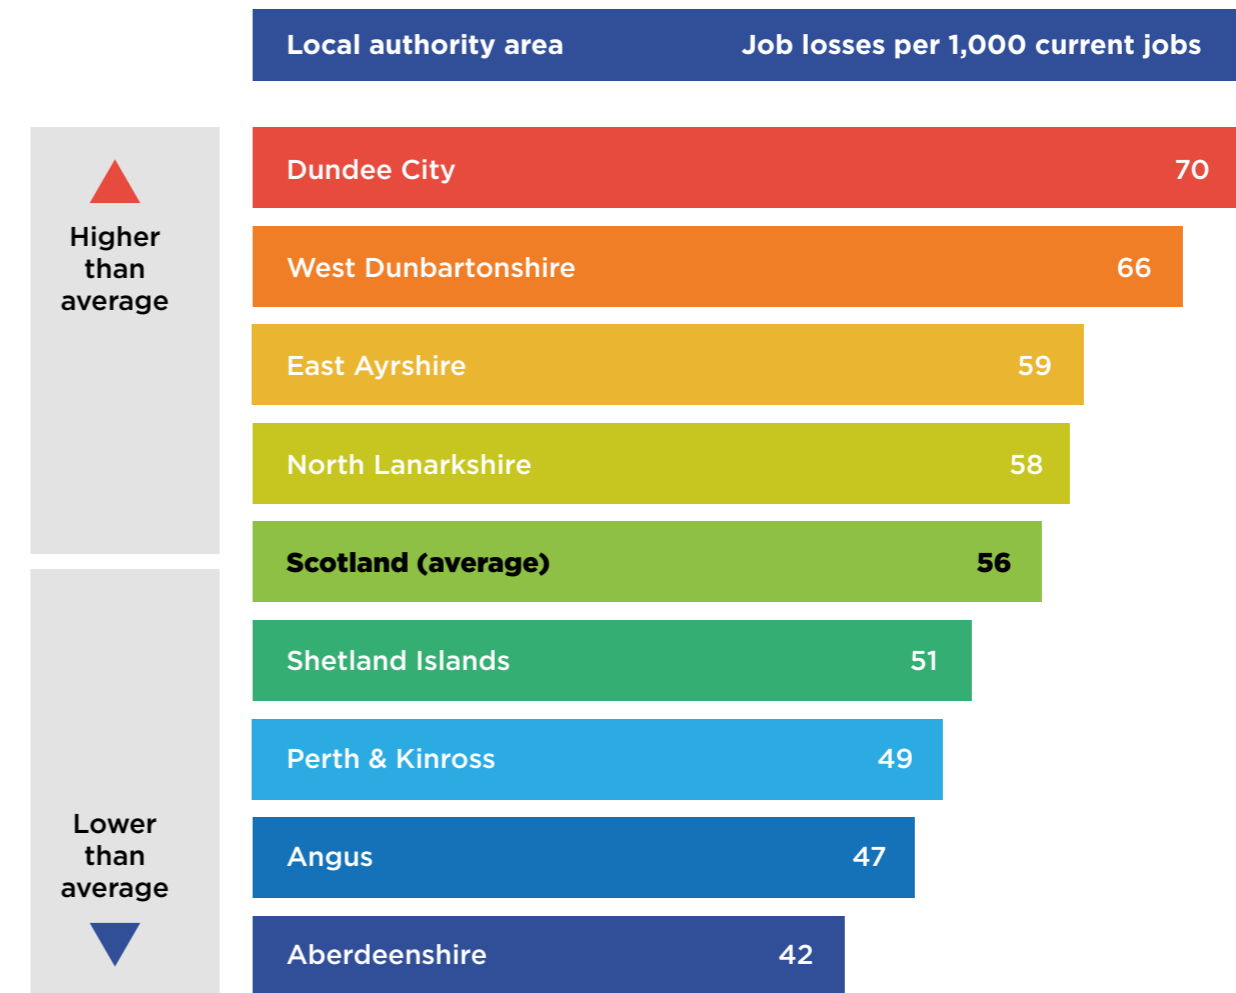 Local authority area Job losses per 1,000 current jobs
Higher
than
average
Dundee City 70
West Dunbartonshire 66
East Ayrshire 59
North Lanarkshire 58
Scotland (average) 56
Shetland Islands 51
Perth & Kinross 49
Angus 47
Aberdeenshire 42
Lower
than
average